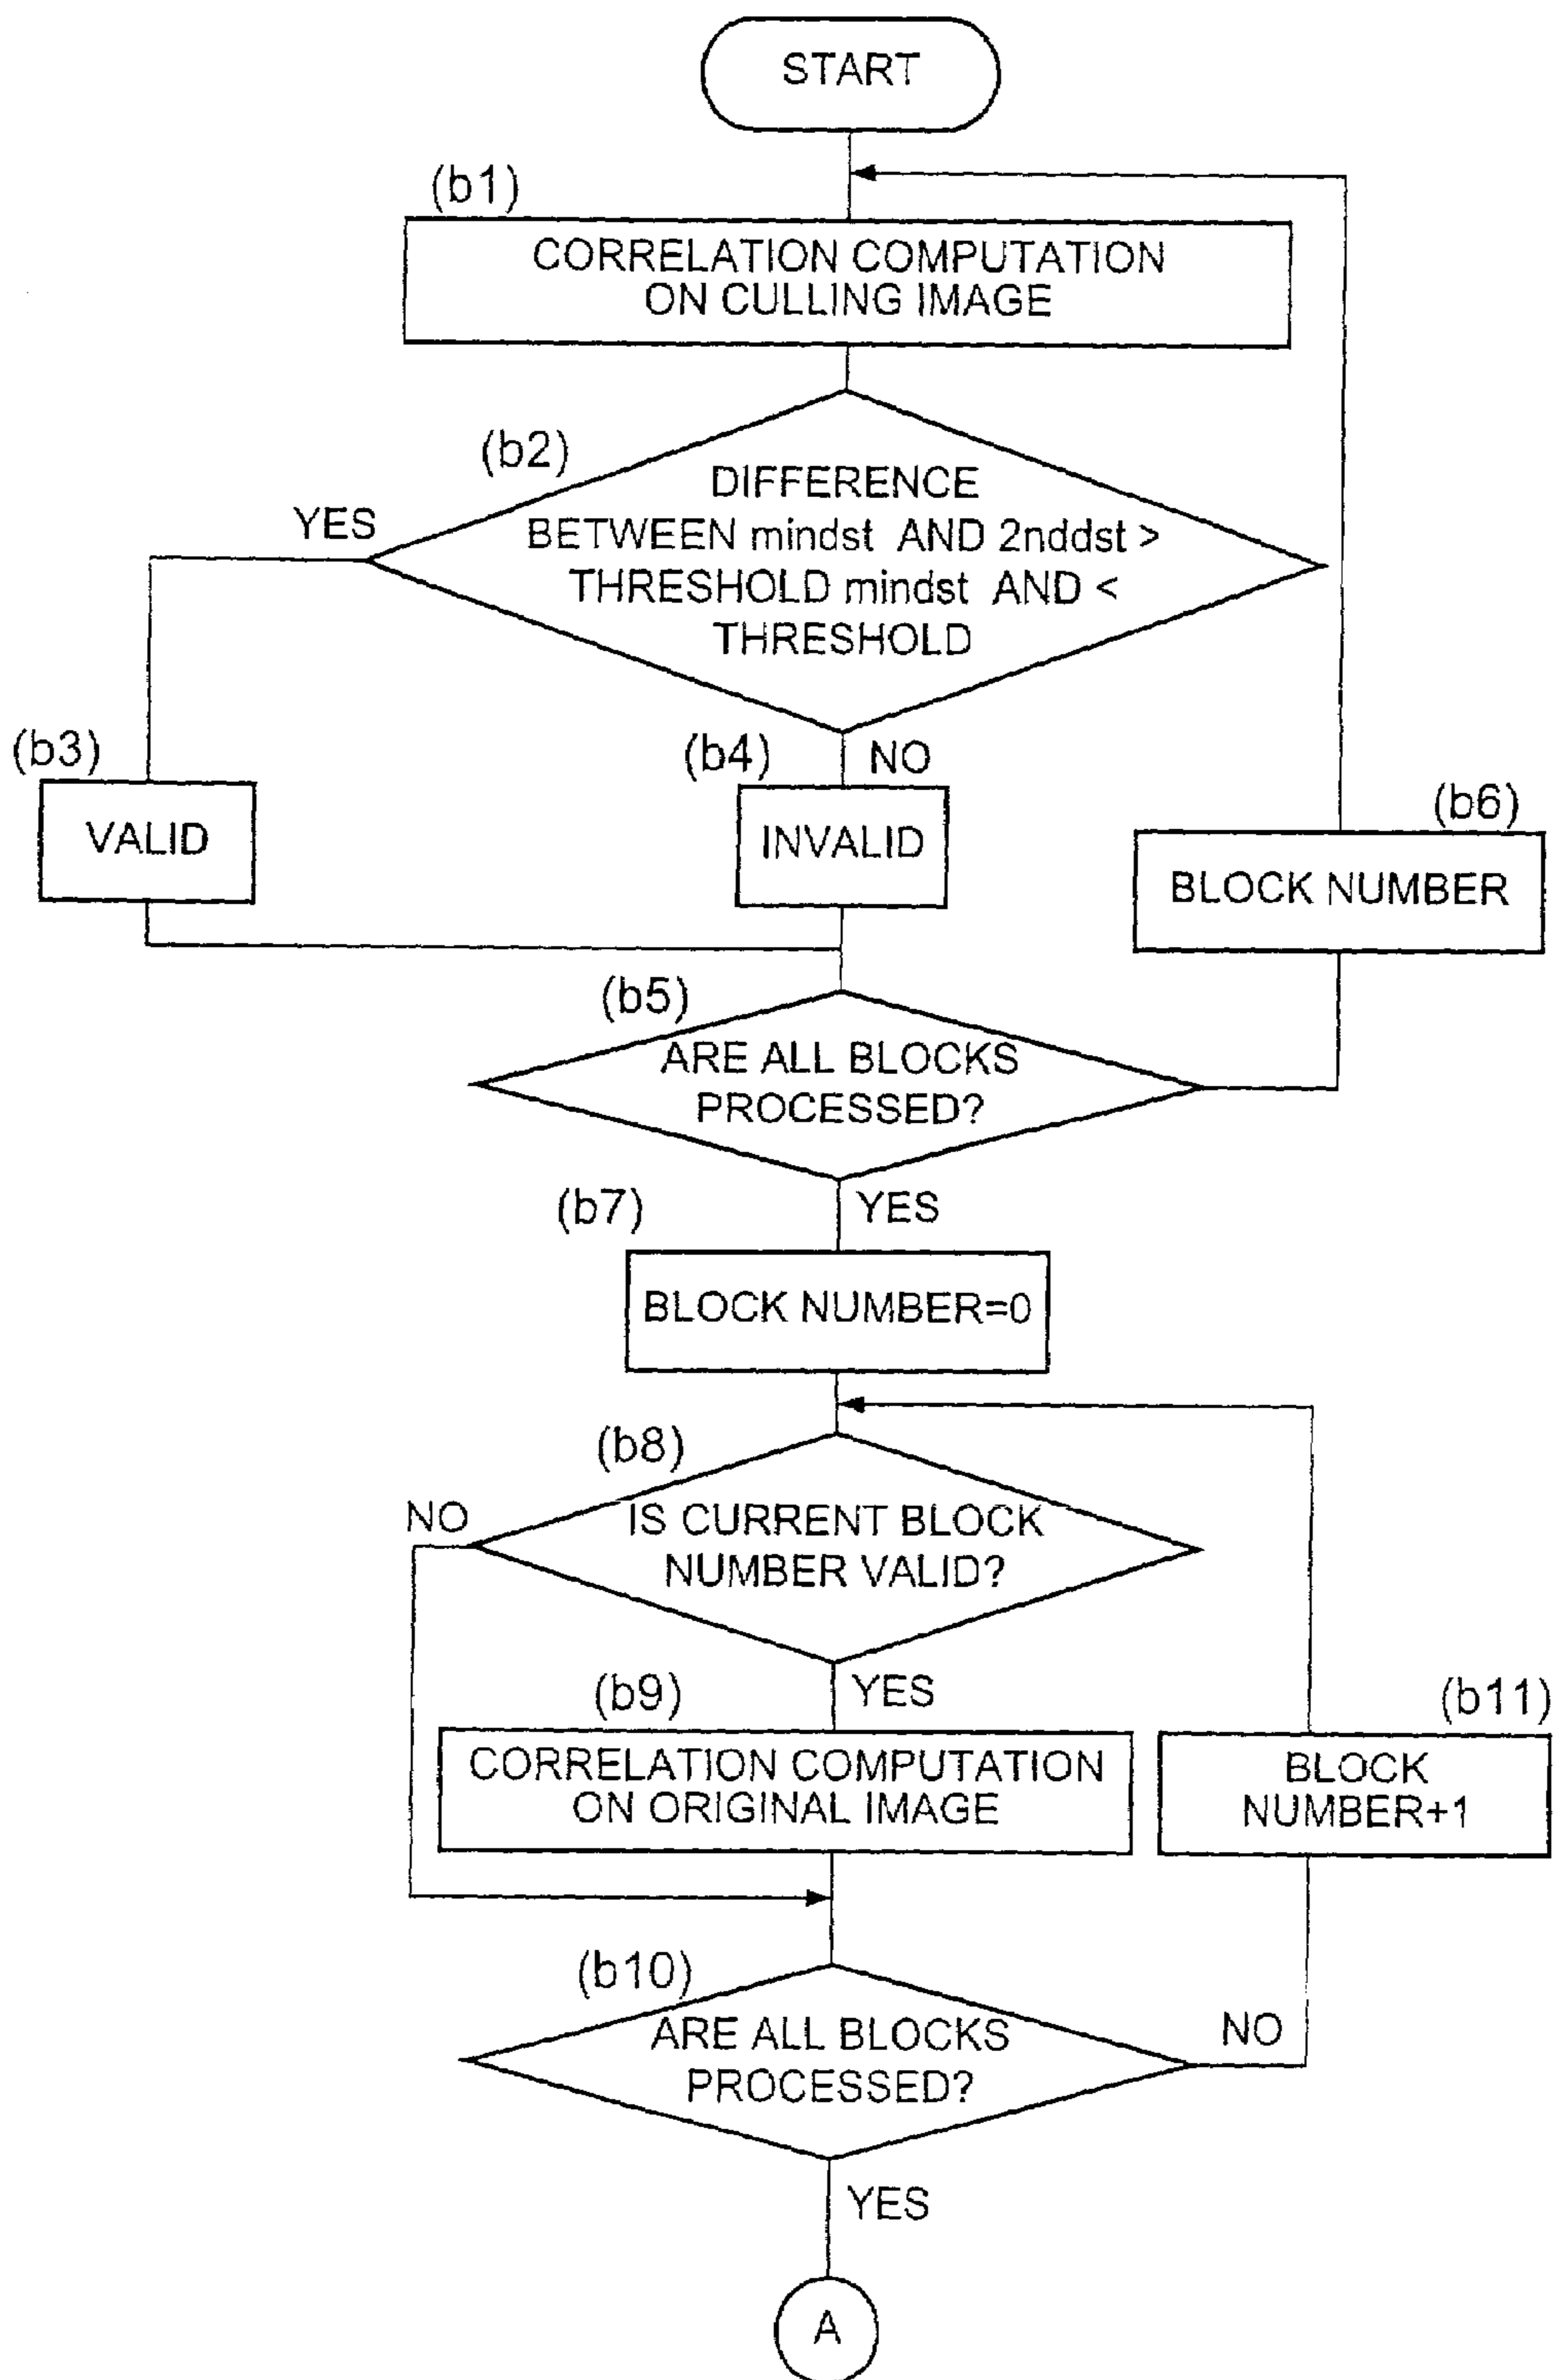 START
(b1)
CORRELATION COMPUTATION
ON CULLING IMAGE
(b2)
DIFFERENCE
BETWEEN mindst AND 2nddst >
THRESHOLD mindst AND <
THRESHOLD
YES
(b3)
VALID
(b4)
NO
INVALID
(b6)
BLOCK NUMBER
(b5)
ARE ALL BLOCKS
PROCESSED?
(b7)
YES
BLOCK NUMBER=0
(b8)
NO
IS CURRENT BLOCK
NUMBER VALID?
(b9)
YES
CORRELATION COMPUTATION
ON ORIGINAL IMAGE
(b11)
BLOCK
NUMBER+1
(b10)
ARE ALL BLOCKS
PROCESSED?
NO
YES
A